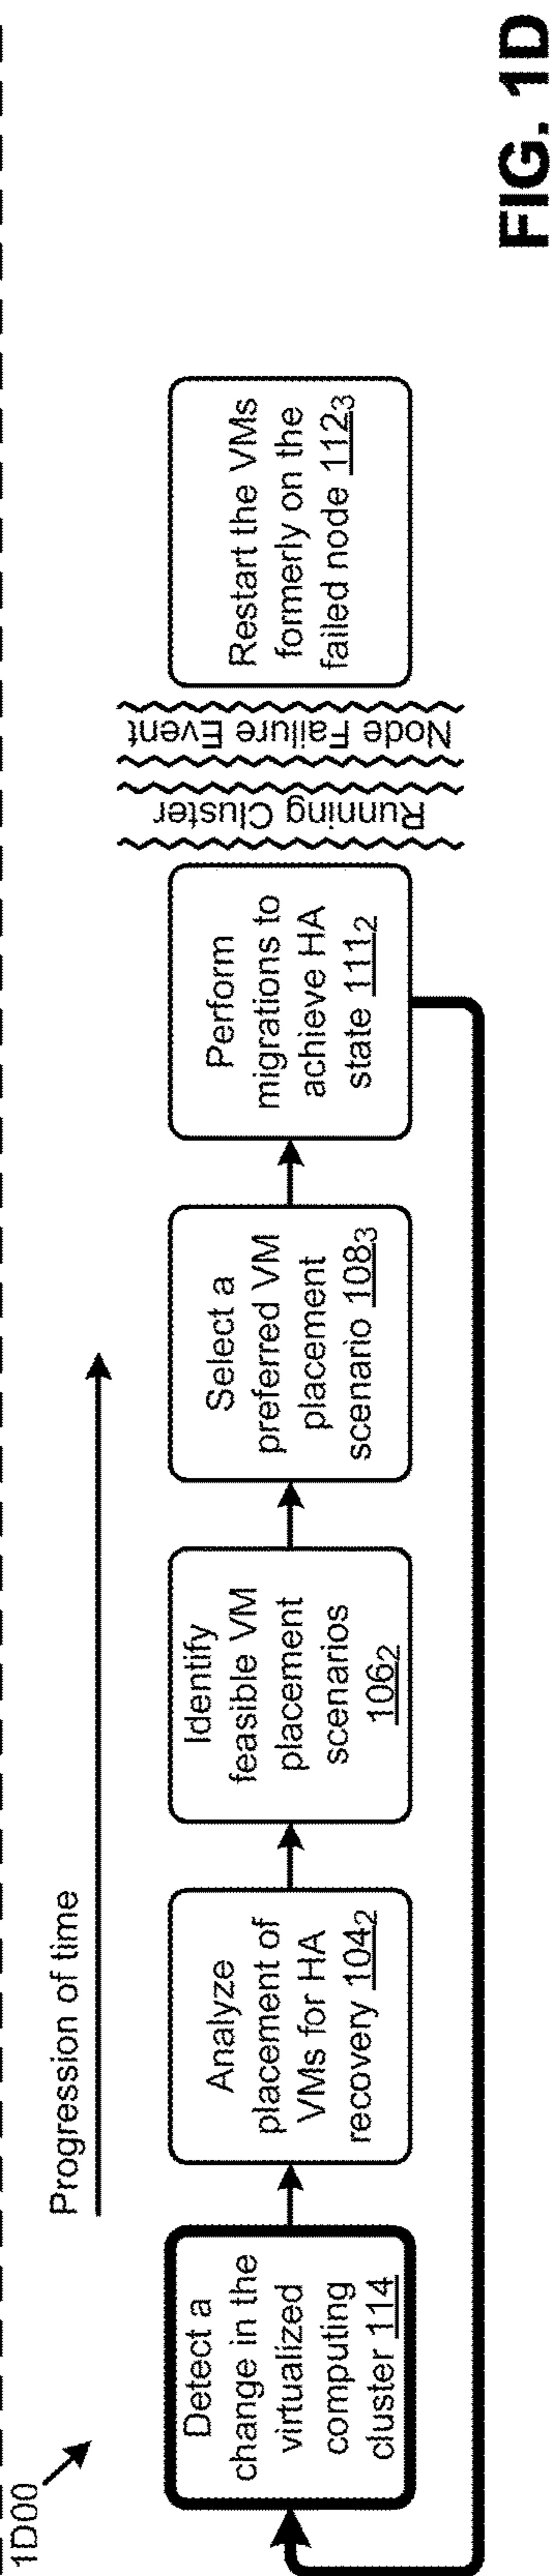 1D00
Progression of time
Detect a
change in the
virtualized
computing
cluster 114
Analyze
placement of
VMs for HA
recovery 104₂
Identify
feasible VM
placement
scenarios
106₂
Select a
preferred VM
placement
scenario 108₃
Perform
migrations to
achieve HA
state 111₂
Running Cluster
Node Failure Event
Restart the VMs
formerly on the
failed node 112₃
FIG. 1D